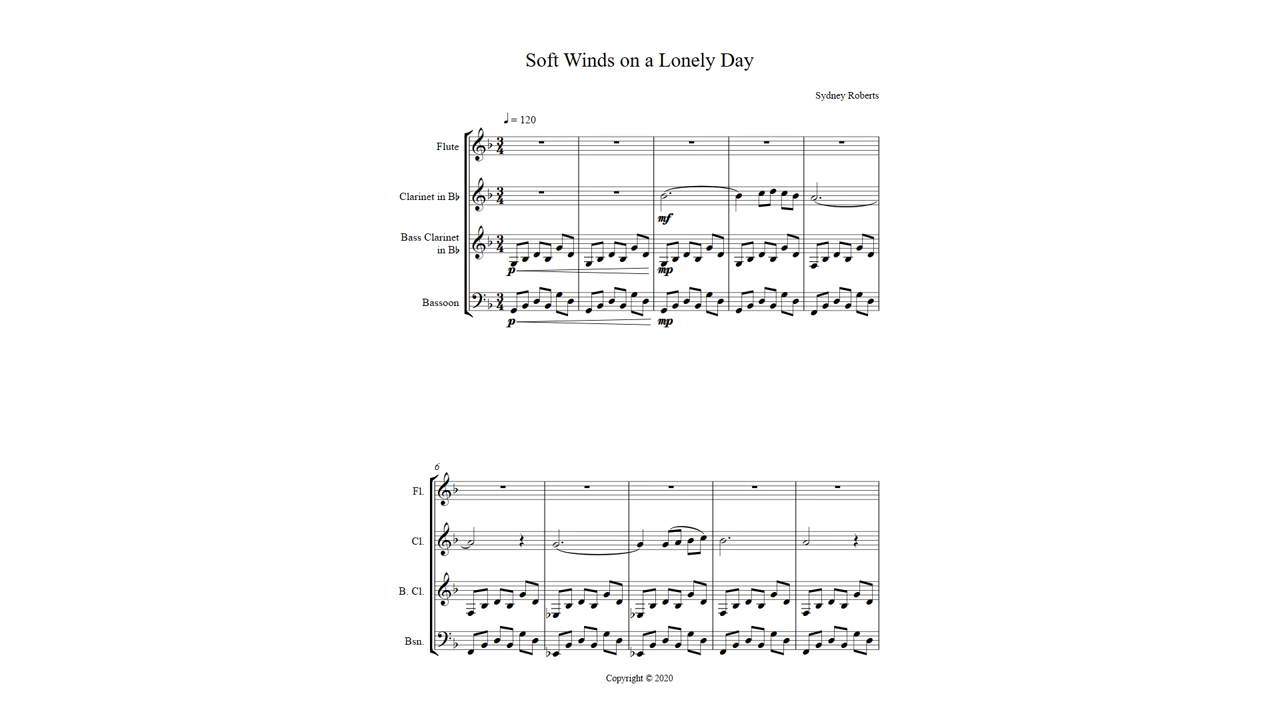 Soft Winds on a Lonely Day
Sydney Roberts
♩ = 120
Flute
Clarinet in B♭
mf
Bass Clarinet
in B♭
p
mp
Bassoon
p
mp
6
Fl.
Cl.
B. Cl.
Bsn.
Copyright © 2020